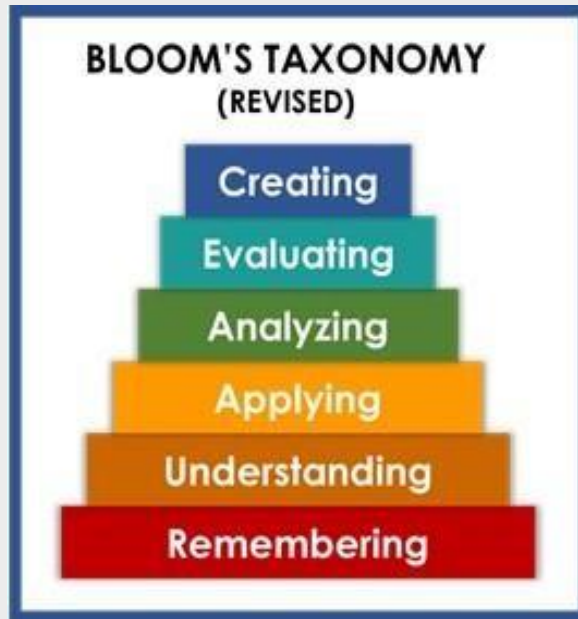 BLOOM'S TAXONOMY
(REVISED)
Creating
Evaluating
Analyzing
Applying
Understanding
Remembering